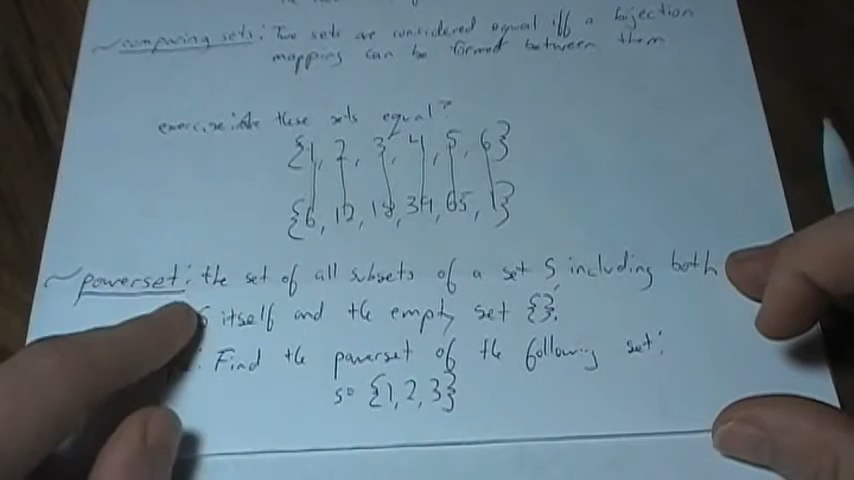 ~comparing sets: Two sets are considered equal iff a bijection
mapping can be formed between them
exercise: Are these sets equal?
{1, 2, 3, 4, 5, 6}
{6, 12, 18, 34, 65, 1}
~powerset: the set of all subsets of a set S, including both
S itself and the empty set {}.
: Find the powerset of the following set:
so {1, 2, 3}